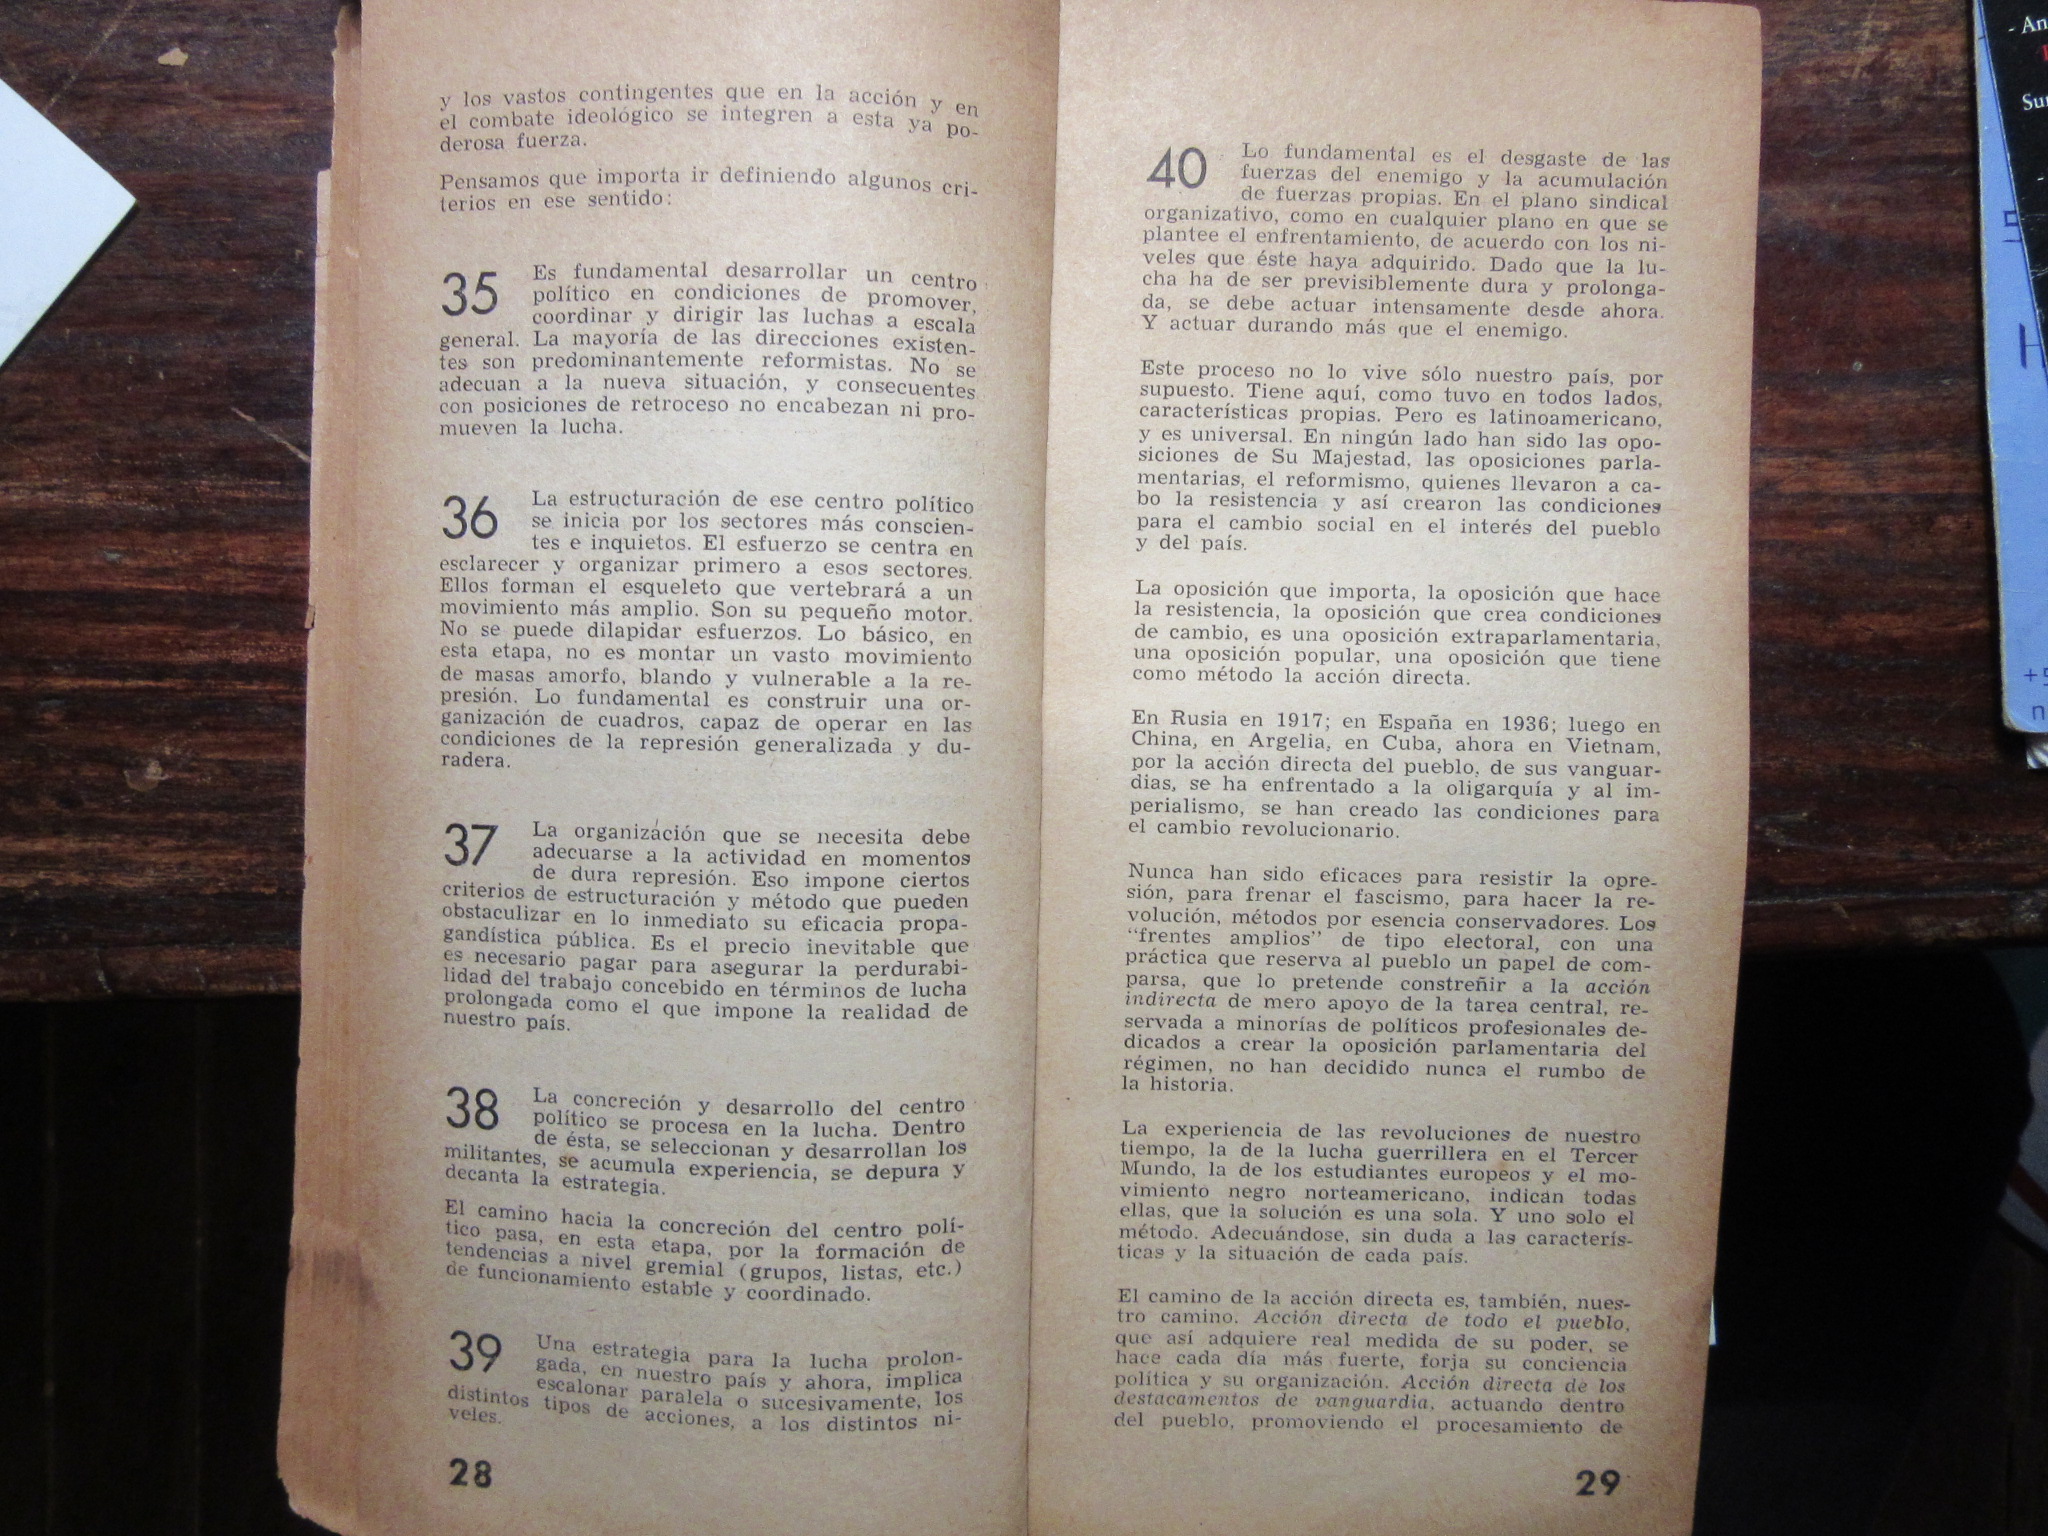 y los vastos contingentes que en la acción y en
el combate ideológico se integren a esta ya po-
derosa fuerza.
Pensamos que importa ir definiendo algunos cri-
terios en ese sentido:
35 Es fundamental desarrollar un centro
político en condiciones de promover,
coordinar y dirigir las luchas a escala
general. La mayoría de las direcciones existen-
tes son predominantemente reformistas. No se
adecuan a la nueva situación, y consecuentes
con posiciones de retroceso no encabezan ni pro-
mueven la lucha.
36 La estructuración de ese centro político
se inicia por los sectores más conscien-
tes e inquietos. El esfuerzo se centra en
esclarecer y organizar primero a esos sectores.
Ellos forman el esqueleto que vertebrará a un
movimiento más amplio. Son su pequeño motor.
No se puede dilapidar esfuerzos. Lo básico, en
esta etapa, no es montar un vasto movimiento
de masas amorfo, blando y vulnerable a la re-
presión. Lo fundamental es construir una or-
ganización de cuadros, capaz de operar en las
condiciones de la represión generalizada y du-
radera.
37 La organización que se necesita debe
adecuarse a la actividad en momentos
de dura represión. Eso impone ciertos
criterios de estructuración y método que pueden
obstaculizar en lo inmediato su eficacia propa-
gandística pública. Es el precio inevitable que
es necesario pagar para asegurar la perdurabi-
lidad del trabajo concebido en términos de lucha
prolongada como el que impone la realidad de
nuestro país.
38 La concreción y desarrollo del centro
político se procesa en la lucha. Dentro
de ésta, se seleccionan y desarrollan los
militantes, se acumula experiencia, se depura y
decanta la estrategia.
El camino hacia la concreción del centro polí-
tico pasa, en esta etapa, por la formación de
tendencias a nivel gremial (grupos, listas, etc.)
de funcionamiento estable y coordinado.
39 Una estrategia para la lucha prolon-
gada, en nuestro país y ahora, implica
escalonar paralela o sucesivamente, los
distintos tipos de acciones, a los distintos ni-
veles.
28
40 Lo fundamental es el desgaste de las
fuerzas del enemigo y la acumulación
de fuerzas propias. En el plano sindical
organizativo, como en cualquier plano en que se
plantee el enfrentamiento, de acuerdo con los ni-
veles que éste haya adquirido. Dado que la lu-
cha ha de ser previsiblemente dura y prolonga-
da, se debe actuar intensamente desde ahora.
Y actuar durando más que el enemigo.
Este proceso no lo vive sólo nuestro país, por
supuesto. Tiene aquí, como tuvo en todos lados,
características propias. Pero es latinoamericano,
y es universal. En ningún lado han sido las opo-
siciones de Su Majestad, las oposiciones parla-
mentarias, el reformismo, quienes llevaron a ca-
bo la resistencia y así crearon las condiciones
para el cambio social en el interés del pueblo
y del país.
La oposición que importa, la oposición que hace
la resistencia, la oposición que crea condiciones
de cambio, es una oposición extraparlamentaria,
una oposición popular, una oposición que tiene
como método la acción directa.
En Rusia en 1917; en España en 1936; luego en
China, en Argelia, en Cuba, ahora en Vietnam,
por la acción directa del pueblo, de sus vanguar-
dias, se ha enfrentado a la oligarquía y al im-
perialismo, se han creado las condiciones para
el cambio revolucionario.
Nunca han sido eficaces para resistir la opre-
sión, para frenar el fascismo, para hacer la re-
volución, métodos por esencia conservadores. Los
“frentes amplios” de tipo electoral, con una
práctica que reserva al pueblo un papel de com-
parsa, que lo pretende constreñir a la acción
indirecta de mero apoyo de la tarea central, re-
servada a minorías de políticos profesionales de-
dicados a crear la oposición parlamentaria del
régimen, no han decidido nunca el rumbo de
la historia.
La experiencia de las revoluciones de nuestro
tiempo, la de la lucha guerrillera en el Tercer
Mundo, la de los estudiantes europeos y el mo-
vimiento negro norteamericano, indican todas
ellas, que la solución es una sola. Y uno solo el
método. Adecuándose, sin duda a las caracterís-
ticas y la situación de cada país.
El camino de la acción directa es, también, nues-
tro camino. Acción directa de todo el pueblo,
que así adquiere real medida de su poder, se
hace cada día más fuerte, forja su conciencia
política y su organización. Acción directa de los
destacamentos de vanguardia, actuando dentro
del pueblo, promoviendo el procesamiento de
29
- An
Su